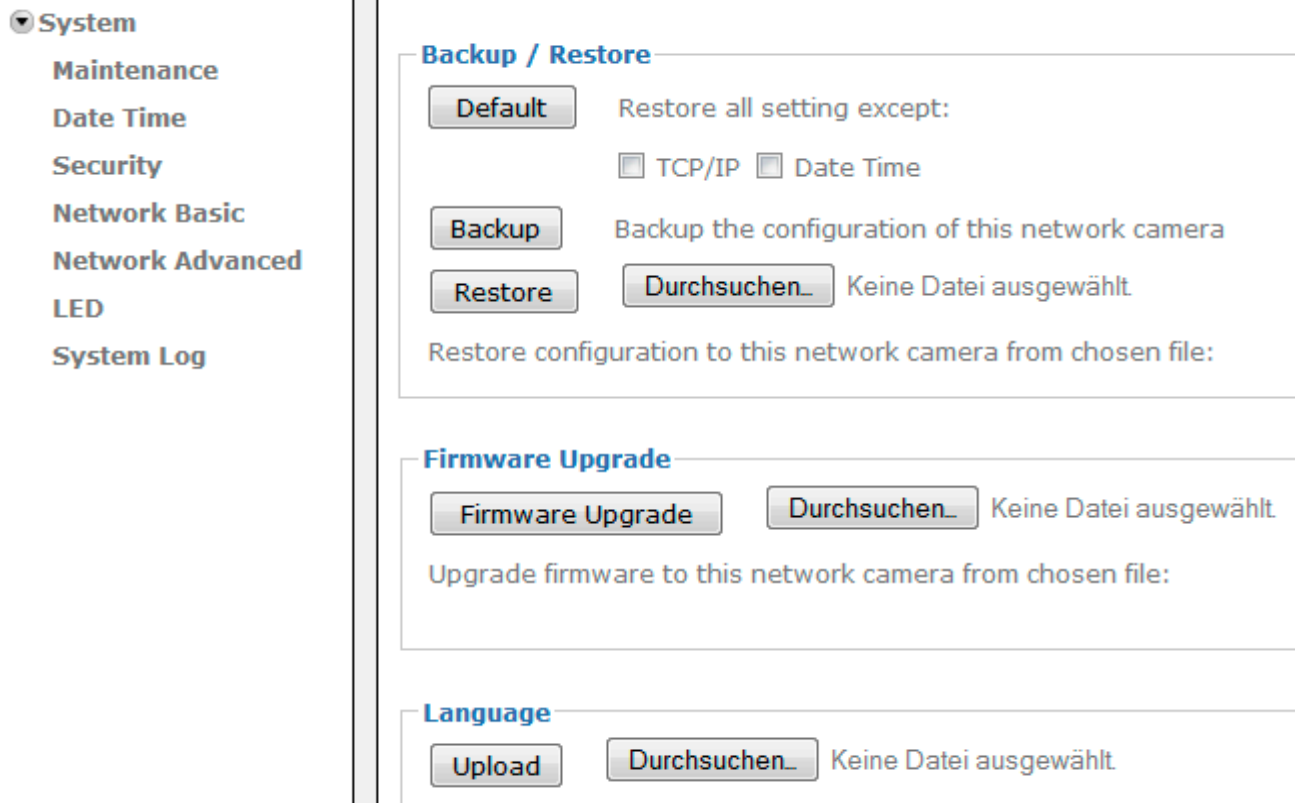 System
Maintenance
Date Time
Security
Network Basic
Network Advanced
LED
System Log
Backup / Restore
Default Restore all setting except:
TCP/IP Date Time
Backup Backup the configuration of this network camera
Restore Durchsuchen… Keine Datei ausgewählt.
Restore configuration to this network camera from chosen file:
Firmware Upgrade
Firmware Upgrade Durchsuchen… Keine Datei ausgewählt.
Upgrade firmware to this network camera from chosen file:
Language
Upload Durchsuchen… Keine Datei ausgewählt.